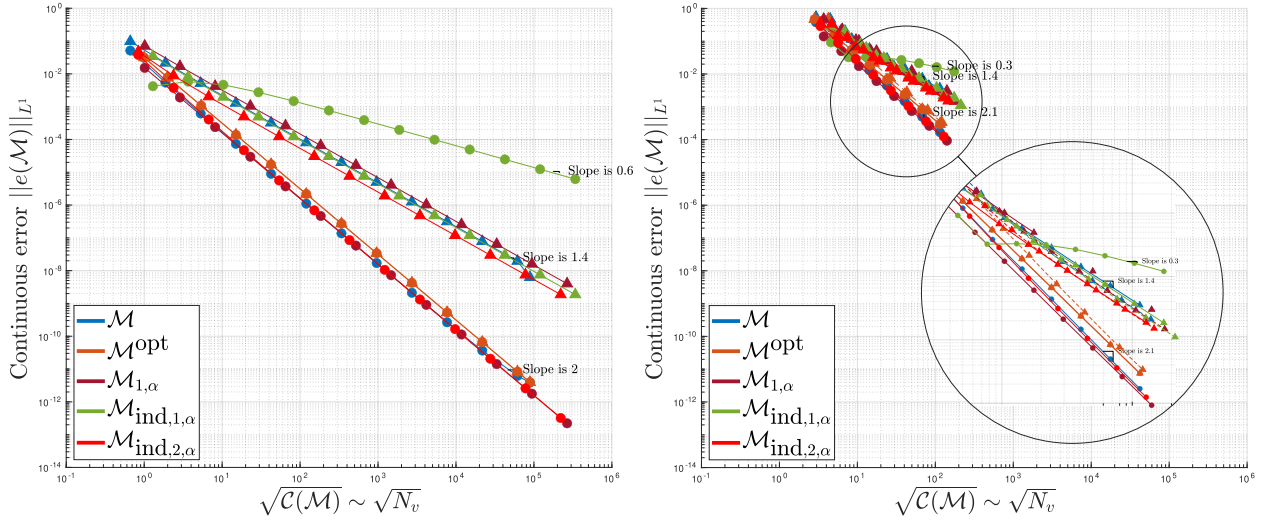 10^0
10^-2
10^-4
10^-6
10^-8
10^-10
10^-12
10^-14
10^-1
10^0
10^1
10^2
10^3
10^4
10^5
10^6
Continuous error ||e(ℳ)||_{L^1}
√C(ℳ) ∼ √N_v
Slope is 0.6
Slope is 1.4
Slope is 2
ℳ
ℳ^opt
ℳ_{1,α}
ℳ_{ind,1,α}
ℳ_{ind,2,α}
10^0
10^-2
10^-4
10^-6
10^-8
10^-10
10^-12
10^-14
10^-1
10^0
10^1
10^2
10^3
10^4
10^5
10^6
Continuous error ||e(ℳ)||_{L^1}
√C(ℳ) ∼ √N_v
Slope is 0.3
Slope is 1.4
Slope is 2.1
Slope is 0.3
Slope is 1.4
Slope is 2.1
ℳ
ℳ^opt
ℳ_{1,α}
ℳ_{ind,1,α}
ℳ_{ind,2,α}